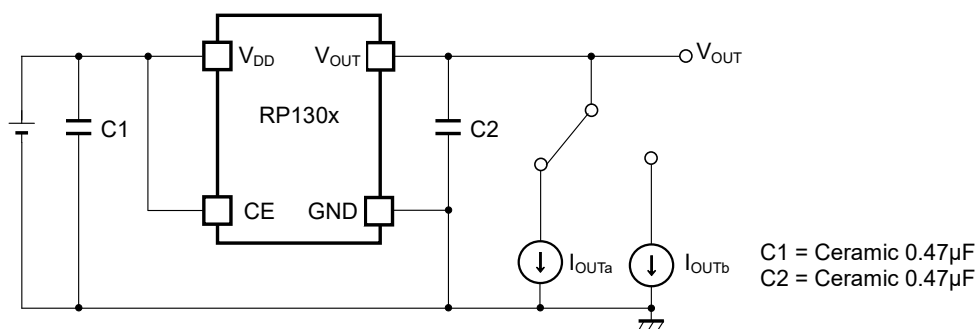 VDD
VOUT
VOUT
C1
RP130x
C2
CE
GND
IOUTa
IOUTb
C1 = Ceramic 0.47µF
C2 = Ceramic 0.47µF